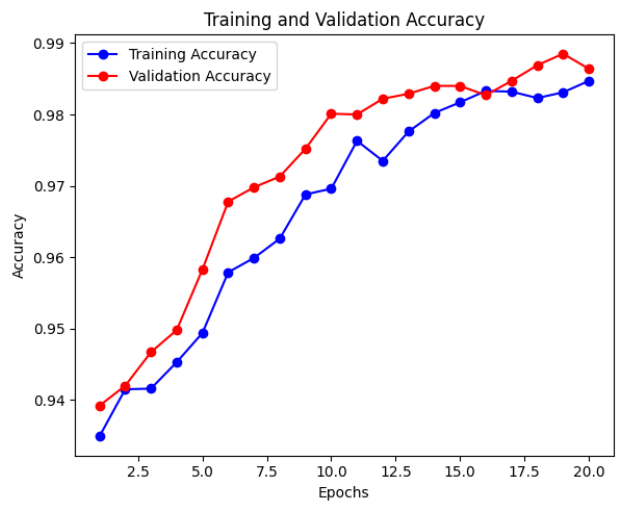 Training and Validation Accuracy
Training Accuracy
Validation Accuracy
0.99
0.98
0.97
0.96
0.95
0.94
Accuracy
2.5 5.0 7.5 10.0 12.5 15.0 17.5 20.0
Epochs